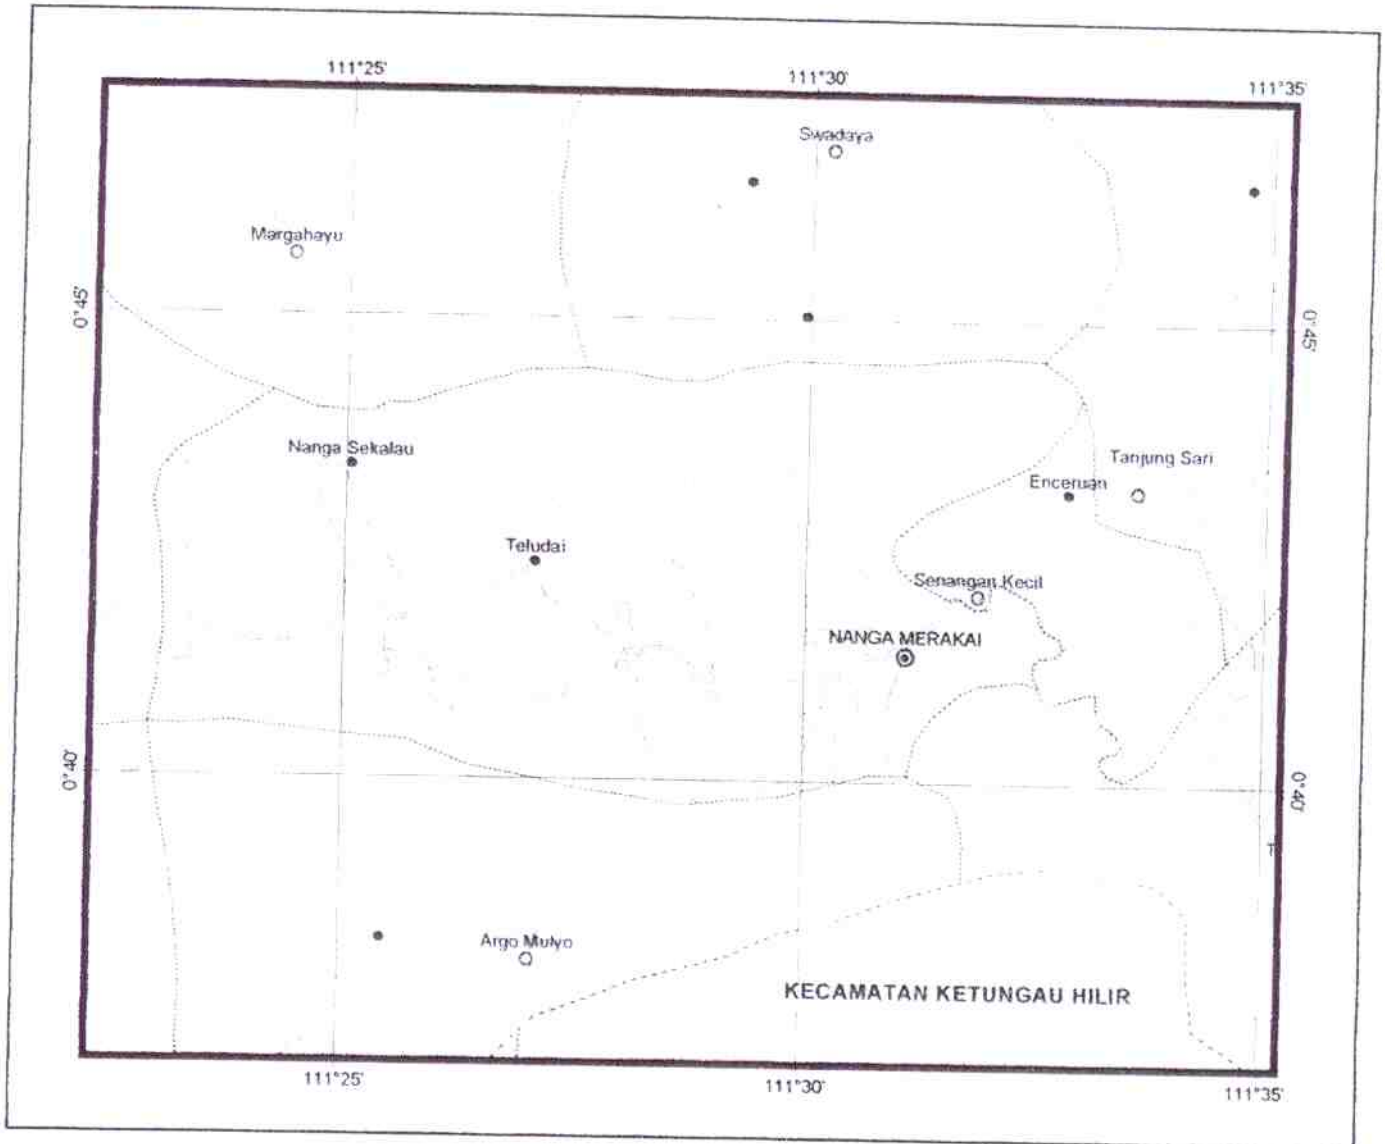 111°25'
111°30'
111°35'
Swadaya
Margahayu
0°45'
0°45'
Nanga Sekalau
Tanjung Sari
Enceruan
Teludai
Senangan Kecil
NANGA MERAKAI
0°40'
0°40'
T
Argo Mulyo
KECAMATAN KETUNGAU HILIR
111°25'
111°30'
111°35'